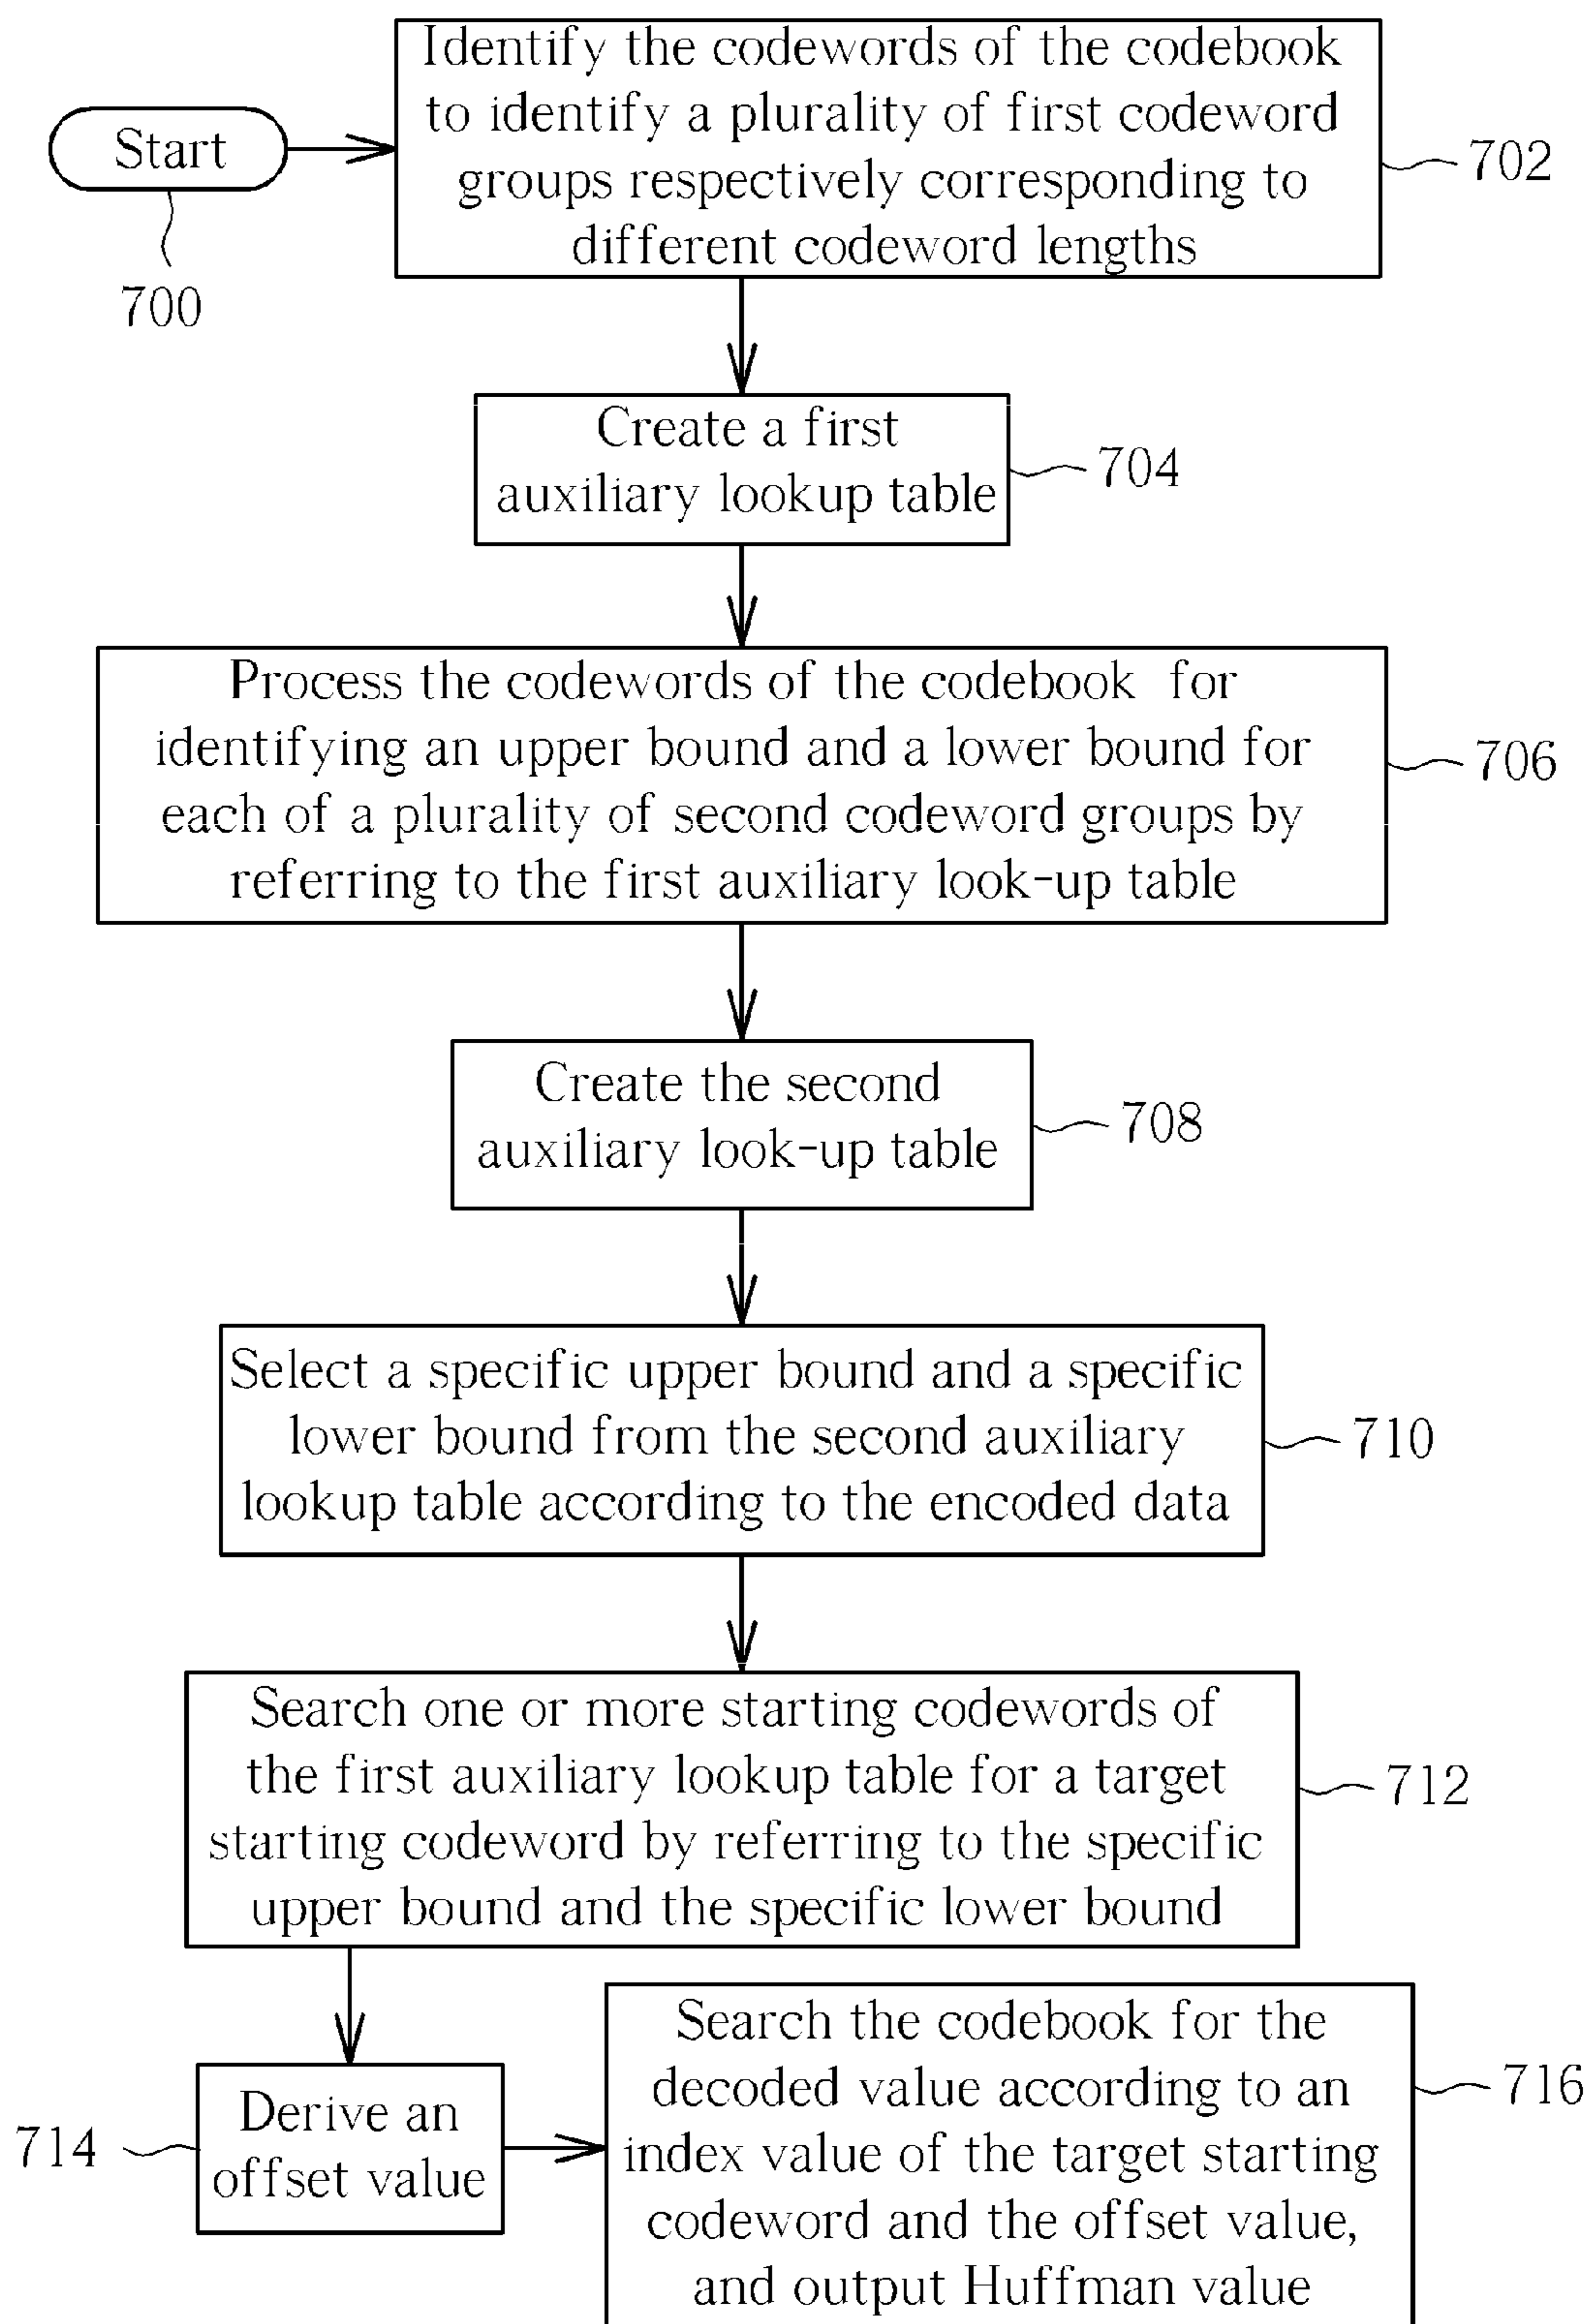 Start
700
Identify the codewords of the codebook
to identify a plurality of first codeword
groups respectively corresponding to
different codeword lengths
702
Create a first
auxiliary lookup table
704
Process the codewords of the codebook for
identifying an upper bound and a lower bound for
each of a plurality of second codeword groups by
referring to the first auxiliary look-up table
706
Create the second
auxiliary look-up table
708
Select a specific upper bound and a specific
lower bound from the second auxiliary
lookup table according to the encoded data
710
Search one or more starting codewords of
the first auxiliary lookup table for a target
starting codeword by referring to the specific
upper bound and the specific lower bound
712
714
Derive an
offset value
Search the codebook for the
decoded value according to an
index value of the target starting
codeword and the offset value,
and output Huffman value
716